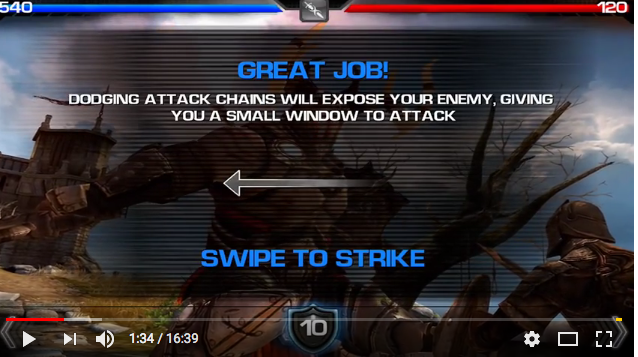 540
120
GREAT JOB!
DODGING ATTACK CHAINS WILL EXPOSE YOUR ENEMY, GIVING
YOU A SMALL WINDOW TO ATTACK
SWIPE TO STRIKE
10
1:34 / 16:39